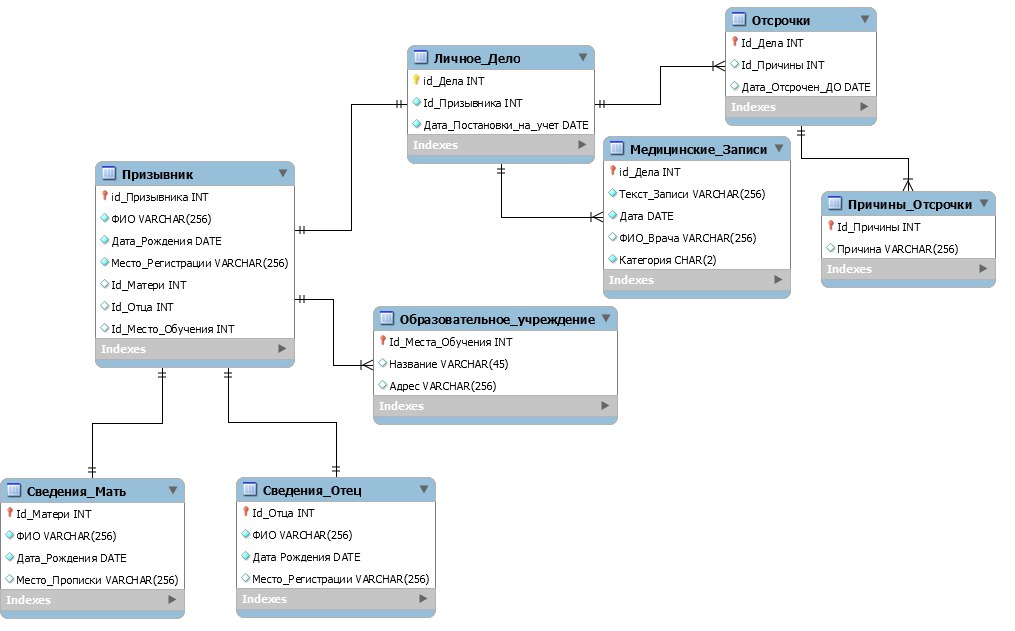 Отсрочки
Id_Дела INT
Id_Причины INT
Дата_Отсрочен_ДО DATE
Indexes
Личное_Дело
id_Дела INT
Id_Призывника INT
Дата_Постановки_на_учет DATE
Indexes
Медицинские_Записи
id_Дела INT
Текст_Записи VARCHAR(256)
Дата DATE
ФИО_Врача VARCHAR(256)
Категория CHAR(2)
Indexes
Призывник
id_Призывника INT
ФИО VARCHAR(256)
Дата_Рождения DATE
Место_Регистрации VARCHAR(256)
Id_Матери INT
Id_Отца INT
Id_Место_Обучения INT
Indexes
Причины_Отсрочки
Id_Причины INT
Причина VARCHAR(256)
Indexes
Образовательное_учреждение
Id_Места_Обучения INT
Название VARCHAR(45)
Адрес VARCHAR(256)
Indexes
Сведения_Мать
Id_Матери INT
ФИО VARCHAR(256)
Дата_Рождения DATE
Место_Прописки VARCHAR(256)
Indexes
Сведения_Отец
Id_Отца INT
ФИО VARCHAR(256)
Дата Рождения DATE
Место_Регистрации VARCHAR(256)
Indexes